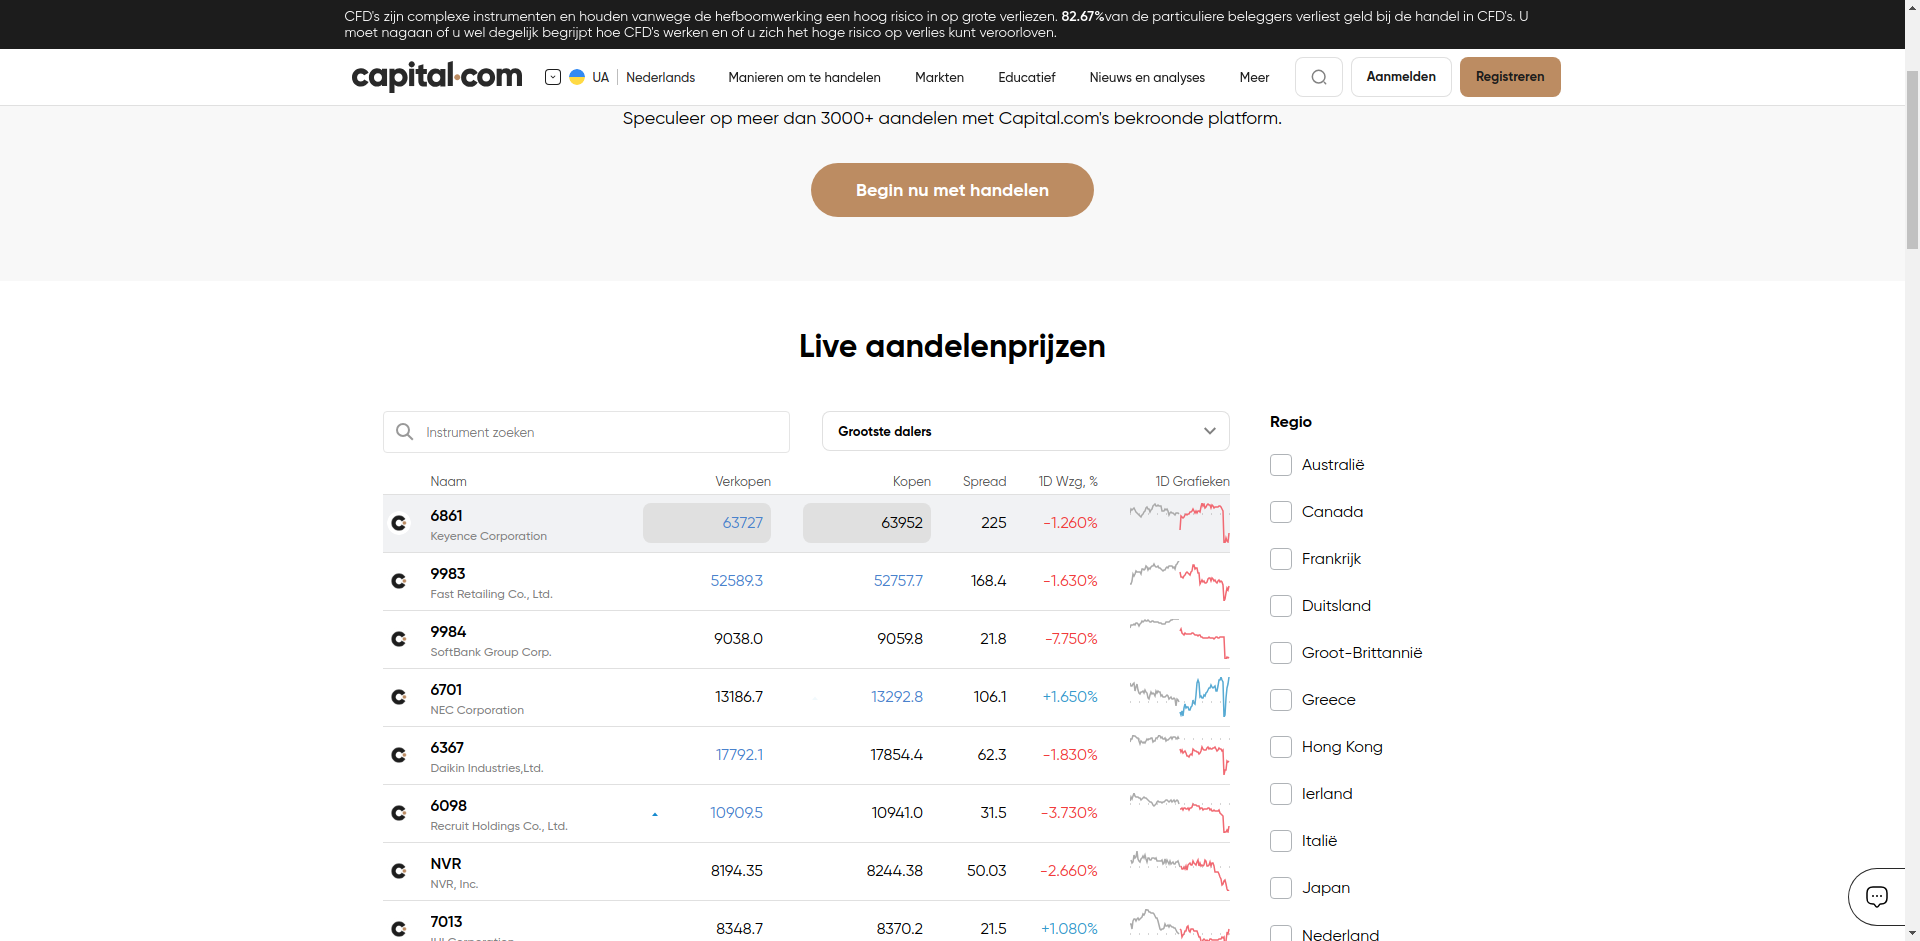 CFD's zijn complexe instrumenten en houden vanwege de hefboomwerking een hoog risico in op grote verliezen. 82.67%van de particuliere beleggers verliest geld bij de handel in CFD's. U
moet nagaan of u wel degelijk begrijpt hoe CFD's werken en of u zich het hoge risico op verlies kunt veroorloven.
capital.com UA Nederlands Manieren om te handelen Markten Educatief Nieuws en analyses Meer Aanmelden Registreren
Speculeer op meer dan 3000+ aandelen met Capital.com's bekroonde platform.
Begin nu met handelen
Live aandelenprijzen
Instrument zoeken
Grootste dalers
Naam Verkopen Kopen Spread 1D Wzg, % 1D Grafieken
6861 63727 63952 225 -1.260%
Keyence Corporation
9983 52589.3 52757.7 168.4 -1.630%
Fast Retailing Co., Ltd.
9984 9038.0 9059.8 21.8 -7.750%
SoftBank Group Corp.
6701 13186.7 13292.8 106.1 +1.650%
NEC Corporation
6367 17792.1 17854.4 62.3 -1.830%
Daikin Industries,Ltd.
6098 10909.5 10941.0 31.5 -3.730%
Recruit Holdings Co., Ltd.
NVR 8194.35 8244.38 50.03 -2.660%
NVR, Inc.
7013 8348.7 8370.2 21.5 +1.080%
Regio
Australië
Canada
Frankrijk
Duitsland
Groot-Brittannië
Greece
Hong Kong
Ierland
Italië
Japan
Nederland